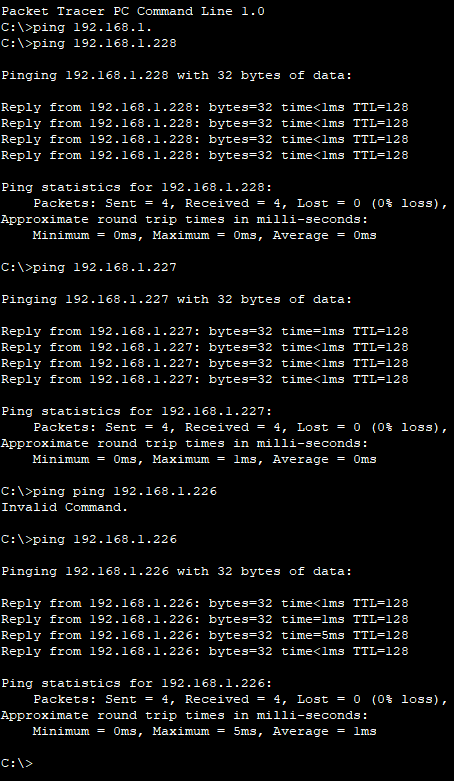 Packet Tracer PC Command Line 1.0
C:\>ping 192.168.1.
C:\>ping 192.168.1.228
Pinging 192.168.1.228 with 32 bytes of data:
Reply from 192.168.1.228: bytes=32 time<1ms TTL=128
Reply from 192.168.1.228: bytes=32 time<1ms TTL=128
Reply from 192.168.1.228: bytes=32 time<1ms TTL=128
Reply from 192.168.1.228: bytes=32 time<1ms TTL=128
Ping statistics for 192.168.1.228:
    Packets: Sent = 4, Received = 4, Lost = 0 (0% loss),
Approximate round trip times in milli-seconds:
    Minimum = 0ms, Maximum = 0ms, Average = 0ms
C:\>ping 192.168.1.227
Pinging 192.168.1.227 with 32 bytes of data:
Reply from 192.168.1.227: bytes=32 time=1ms TTL=128
Reply from 192.168.1.227: bytes=32 time<1ms TTL=128
Reply from 192.168.1.227: bytes=32 time<1ms TTL=128
Reply from 192.168.1.227: bytes=32 time<1ms TTL=128
Ping statistics for 192.168.1.227:
    Packets: Sent = 4, Received = 4, Lost = 0 (0% loss),
Approximate round trip times in milli-seconds:
    Minimum = 0ms, Maximum = 1ms, Average = 0ms
C:\>ping ping 192.168.1.226
Invalid Command.
C:\>ping 192.168.1.226
Pinging 192.168.1.226 with 32 bytes of data:
Reply from 192.168.1.226: bytes=32 time<1ms TTL=128
Reply from 192.168.1.226: bytes=32 time=1ms TTL=128
Reply from 192.168.1.226: bytes=32 time=5ms TTL=128
Reply from 192.168.1.226: bytes=32 time<1ms TTL=128
Ping statistics for 192.168.1.226:
    Packets: Sent = 4, Received = 4, Lost = 0 (0% loss),
Approximate round trip times in milli-seconds:
    Minimum = 0ms, Maximum = 5ms, Average = 1ms
C:\>